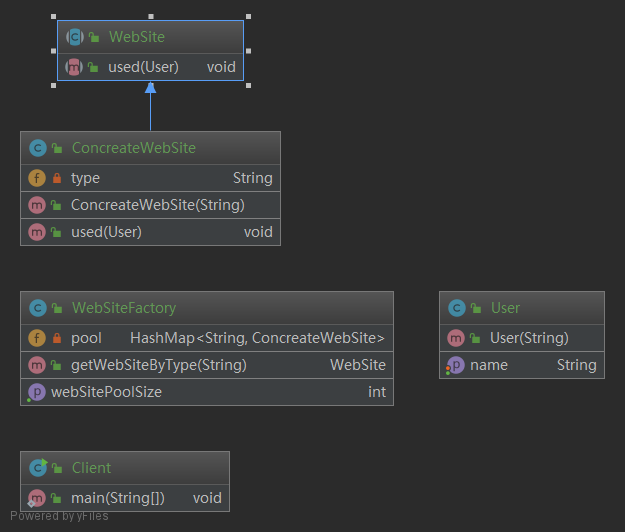 WebSite
used(User) void
ConcreateWebSite
type String
ConcreateWebSite(String)
used(User) void
WebSiteFactory
pool HashMap<String, ConcreateWebSite>
getWebSiteByType(String) WebSite
webSitePoolSize int
User
User(String)
name String
Client
main(String[]) void
Powered by yFiles